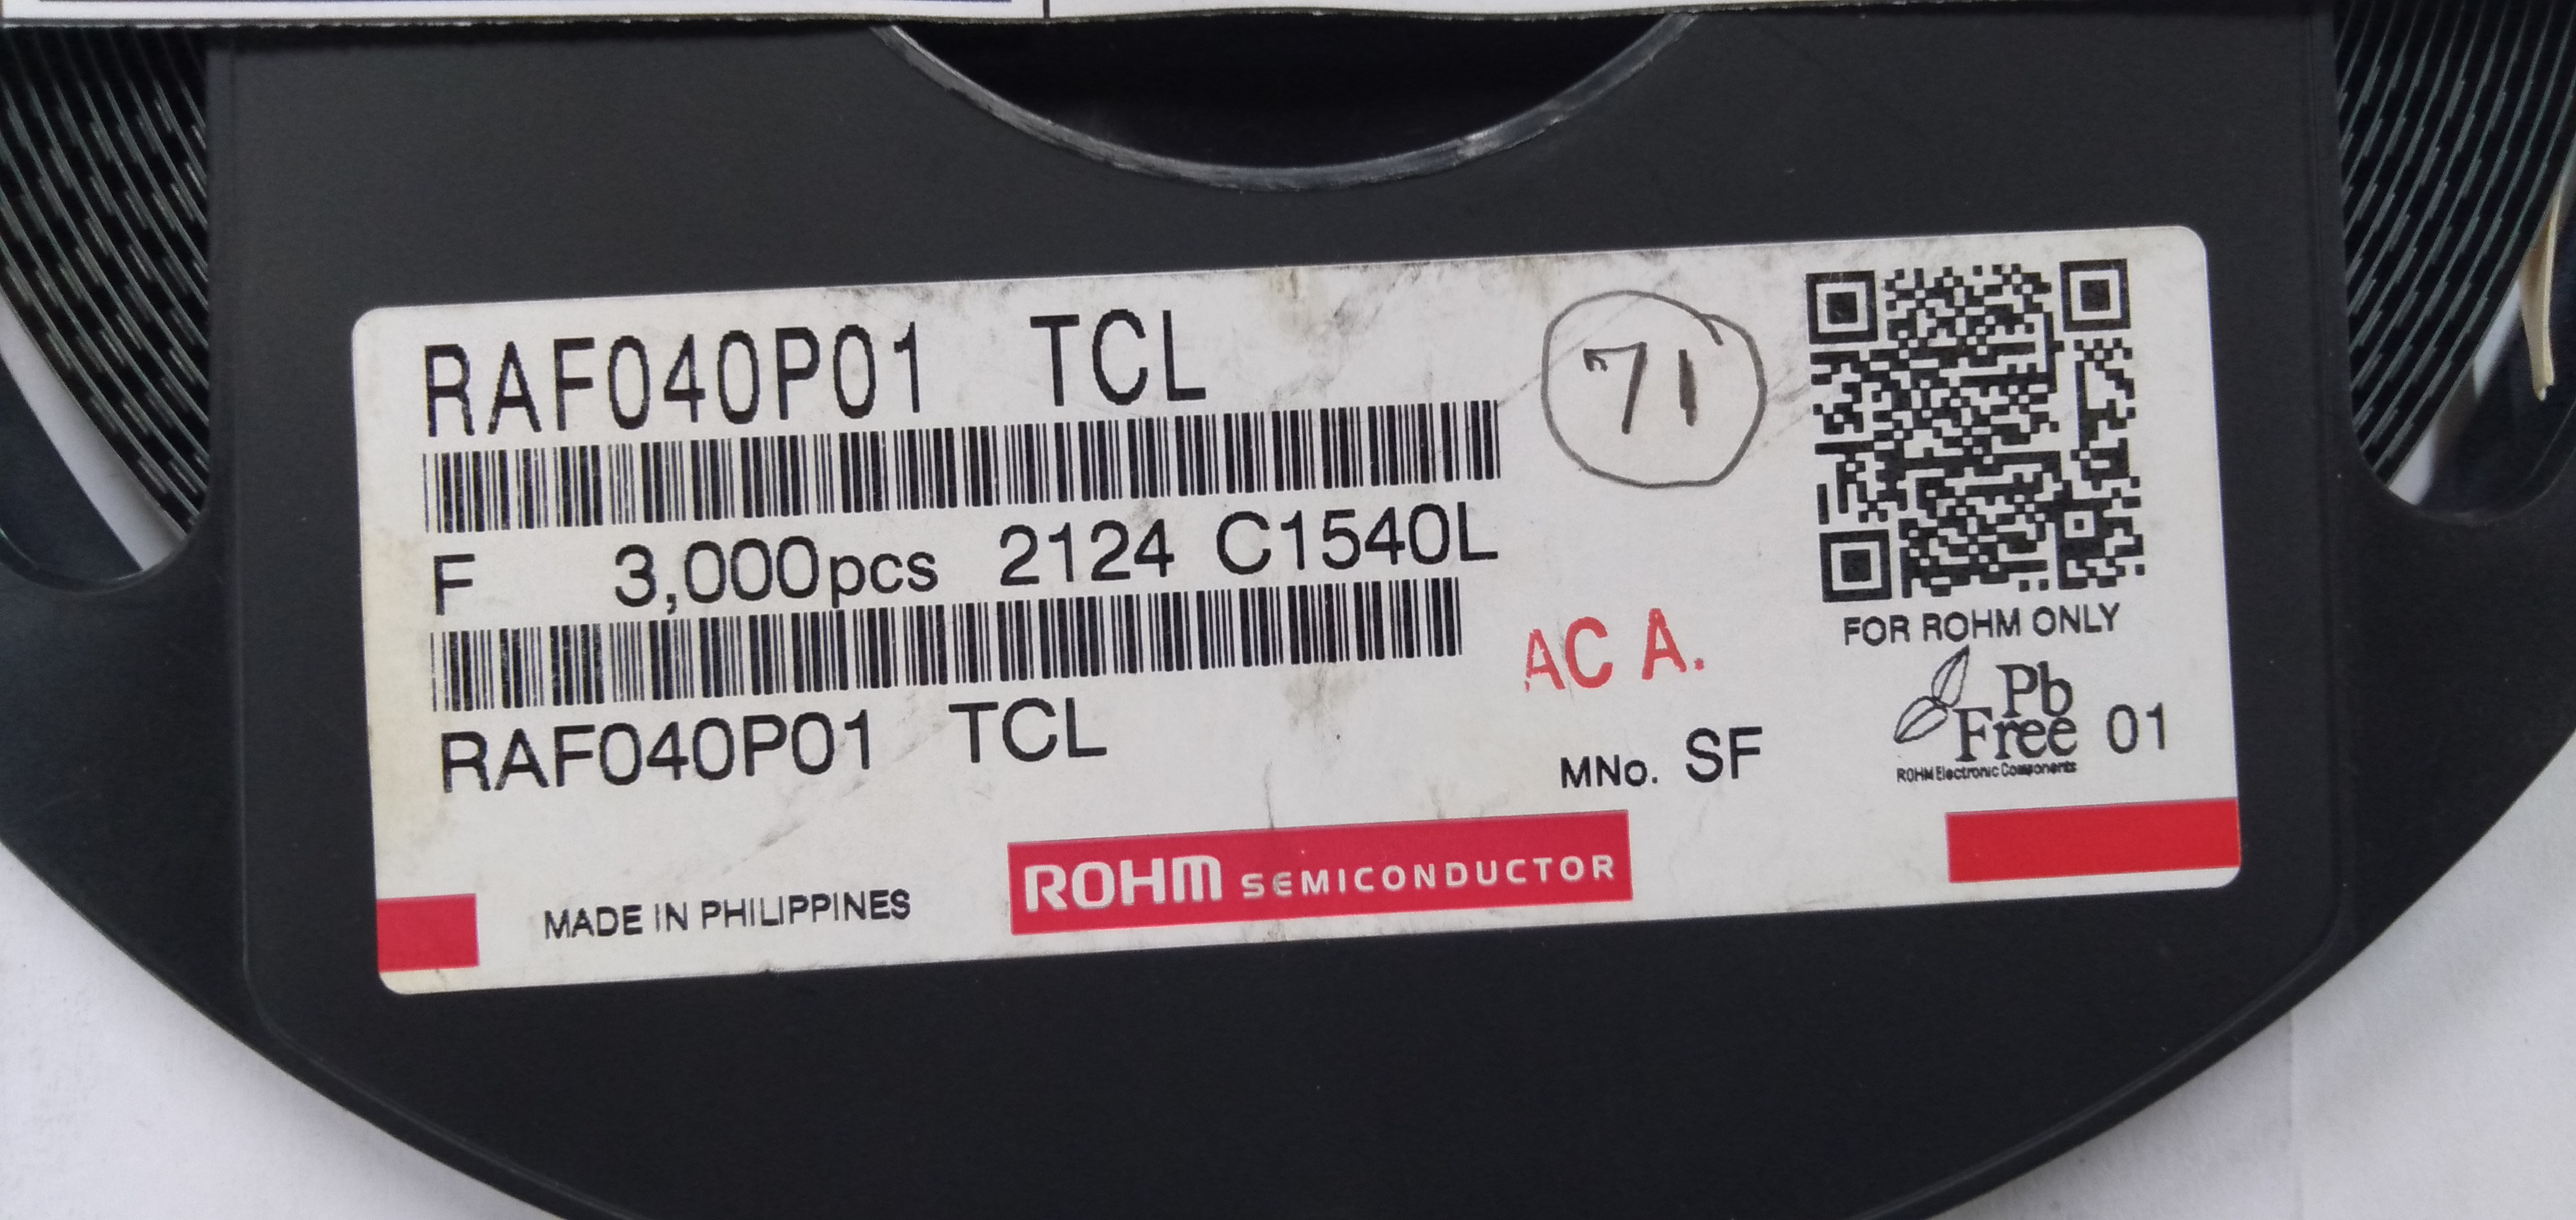 RAF040P01 TCL
71
F 3,000pcs 2124 C1540L
FOR ROHM ONLY
AC A.
RAF040P01 TCL
MNo. SF
Pb
Free 01
ROHM Electronic Components
MADE IN PHILIPPINES
ROHM SEMICONDUCTOR